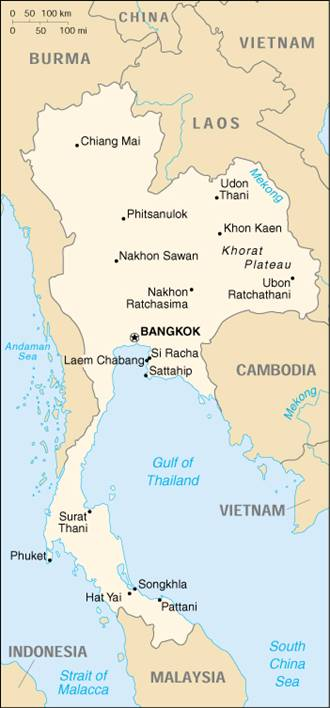 0 50 100 km
0 50 100 mi
CHINA
VIETNAM
BURMA
LAOS
Chiang Mai
Udon
Thani
Mekong
Phitsanulok
Khon Kaen
Khorat
Plateau
Nakhon Sawan
Nakhon
Ratchasima
Ubon
Ratchathani
BANGKOK
Andaman
Sea
Laem Chabang
Si Racha
Sattahip
CAMBODIA
Mekong
Gulf of
Thailand
VIETNAM
Surat
Thani
Phuket
Songkhla
Hat Yai
Pattani
INDONESIA
Strait of
Malacca
MALAYSIA
South
China
Sea